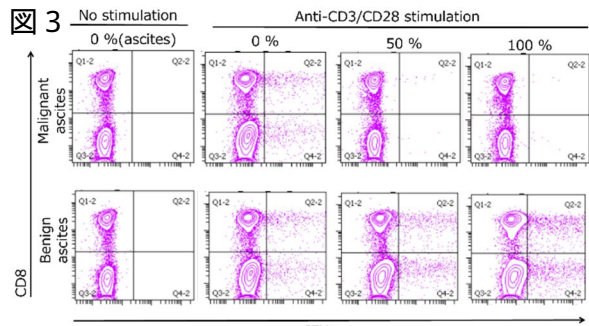 図 3
No stimulation
Anti-CD3/CD28 stimulation
0 %(ascites)
0 %
50 %
100 %
Malignant
ascites
Q1-2
Q2-2
Q3-2
Q4-2
Q1-2
Q2-2
Q3-2
Q4-2
Q1-2
Q2-2
Q3-2
Q4-2
Q1-2
Q2-2
Q3-2
Q4-2
Benign
ascites
Q1-2
Q2-2
Q3-2
Q4-2
Q1-2
Q2-2
Q3-2
Q4-2
Q1-2
Q2-2
Q3-2
Q4-2
Q1-2
Q2-2
Q3-2
Q4-2
CD8